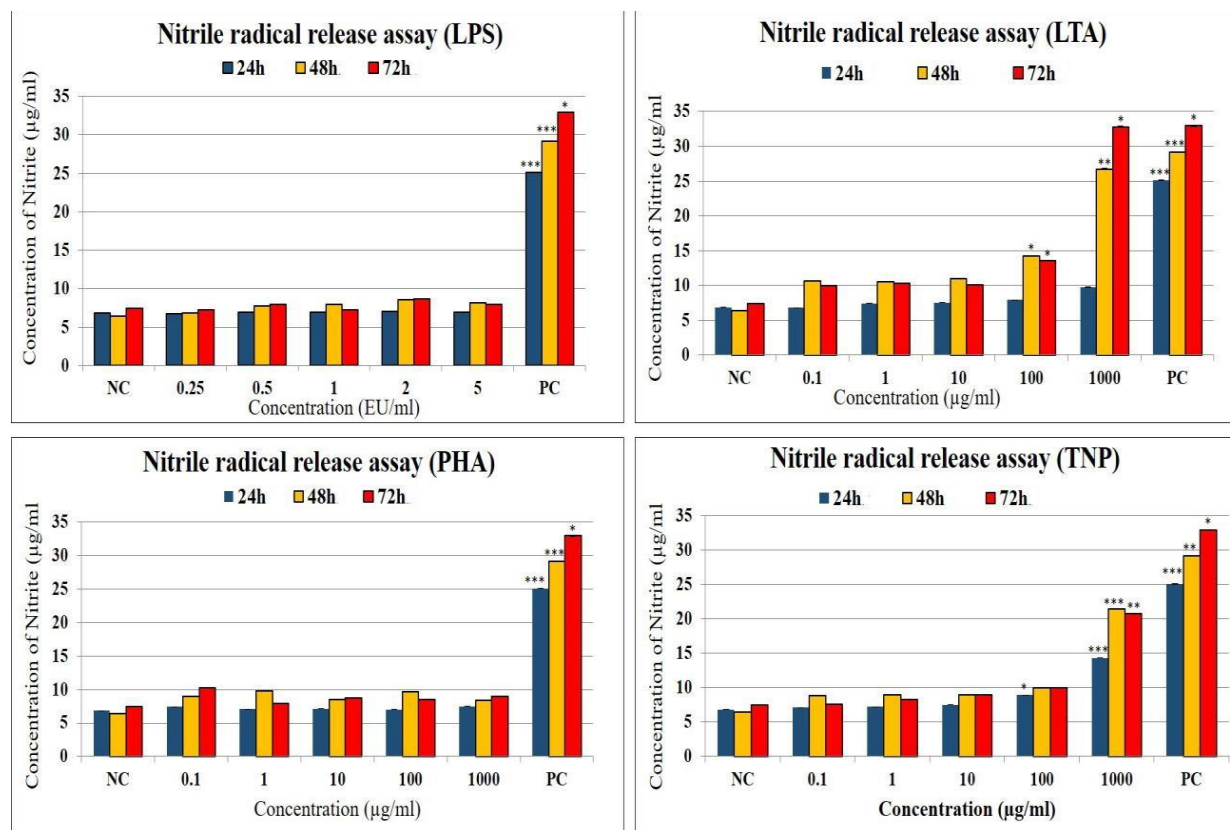 Nitrile radical release assay (LPS)
24h 48h 72h
Concentration of Nitrite (µg/ml)
35
30
25
20
15
10
5
0
*** *** *
NC 0.25 0.5 1 2 5 PC
Concentration (EU/ml)
Nitrile radical release assay (LTA)
24h 48h 72h
Concentration of Nitrite (µg/ml
35
30
25
20
15
10
5
0
* * ** * *** *** *
NC 0.1 1 10 100 1000 PC
Concentration (µg/ml)
Nitrile radical release assay (PHA)
24h 48h 72h
Concentration of Nitrite (µg/ml
35
30
25
20
15
10
5
0
*** *** *
NC 0.1 1 10 100 1000 PC
Concentration (µg/ml)
Nitrile radical release assay (TNP)
24h 48h 72h
Concentration of Nitrite (µg/ml
35
30
25
20
15
10
5
0
* *** *** ** *** ** *
NC 0.1 1 10 100 1000 PC
Concentration (µg/ml)